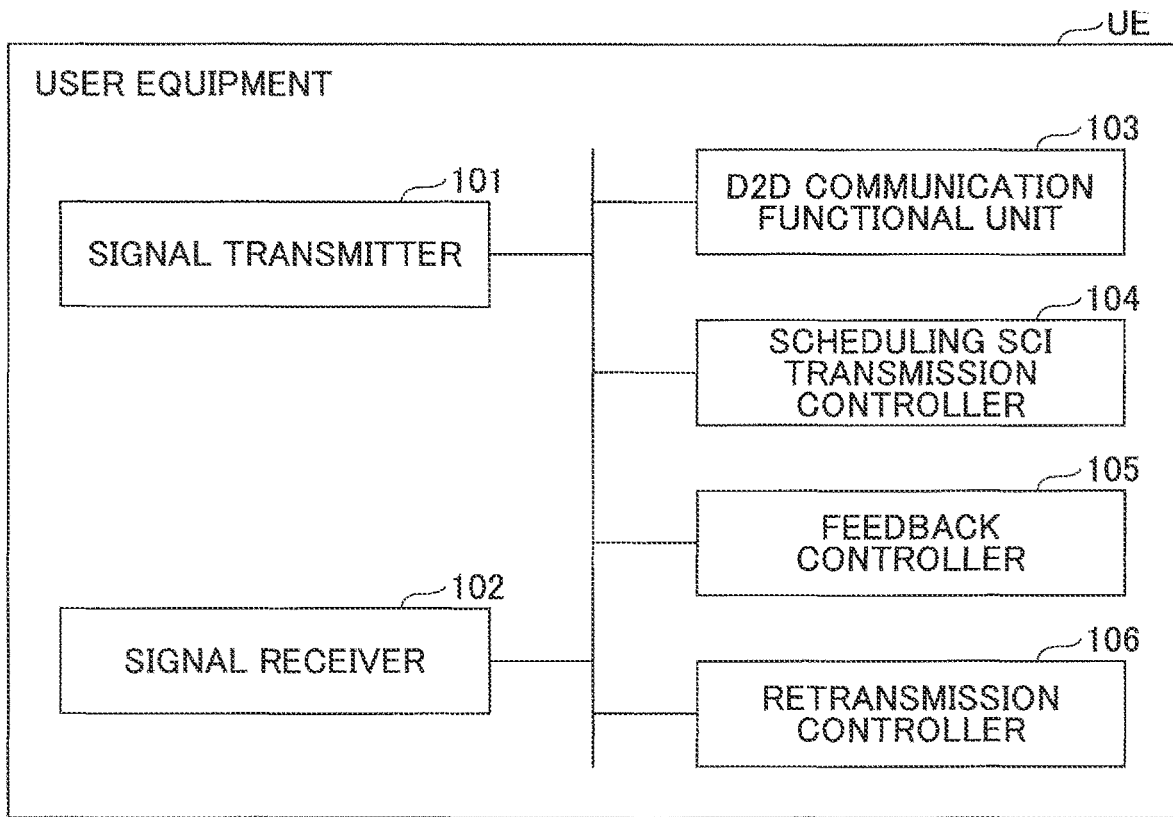 UE
USER EQUIPMENT
101
SIGNAL TRANSMITTER
102
SIGNAL RECEIVER
103
D2D COMMUNICATION
FUNCTIONAL UNIT
104
SCHEDULING SCI
TRANSMISSION
CONTROLLER
105
FEEDBACK
CONTROLLER
106
RETRANSMISSION
CONTROLLER